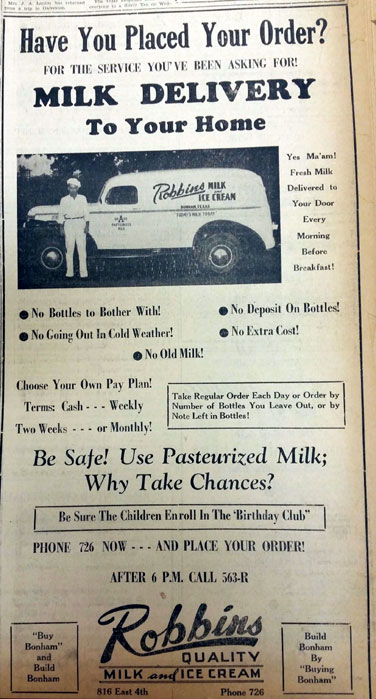 Mrs. J. A.
Have You Placed Your Order?
FOR THE SERVICE YOU'VE BEEN ASKING FOR!
MILK DELIVERY
To Your Home
Robbins MILK
and
ICE CREAM
BONHAM, TEXAS
"A"
PASTEURIZED
MILK
Yes Ma'am!
Fresh Milk
Delivered to
Your Door
Every
Morning
Before
Breakfast!
● No Bottles to Bother With!
● No Deposit On Bottles!
● No Going Out In Cold Weather!
● No Extra Cost!
● No Old Milk!
Choose Your Own Pay Plan!
Terms: Cash - - - Weekly
Two Weeks - - - or Monthly!
Take Regular Order Each Day or Order by
Number of Bottles You Leave Out, or by
Note Left in Bottles!
Be Safe! Use Pasteurized Milk;
Why Take Chances?
Be Sure The Children Enroll In The "Birthday Club"
PHONE 726 NOW - - - AND PLACE YOUR ORDER!
AFTER 6 P.M. CALL 563-R
"Buy
Bonham"
and
Build
Bonham
Robbins
QUALITY
MILK and ICE CREAM
816 East 4th Phone 726
Build
Bonham
By
"Buying
Bonham"